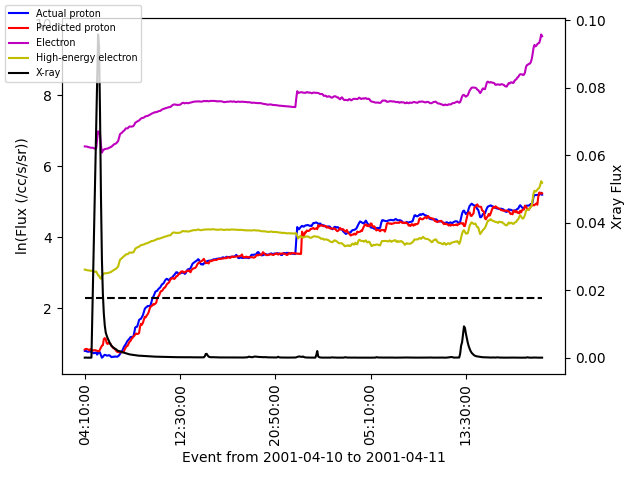 Actual proton
Predicted proton
Electron
High-energy electron
X-ray
8
6
4
2
ln(Flux (/cc/s/sr))
0.10
0.08
0.06
0.04
0.02
0.00
Xray Flux
04:10:00
12:30:00
20:50:00
05:10:00
13:30:00
Event from 2001-04-10 to 2001-04-11